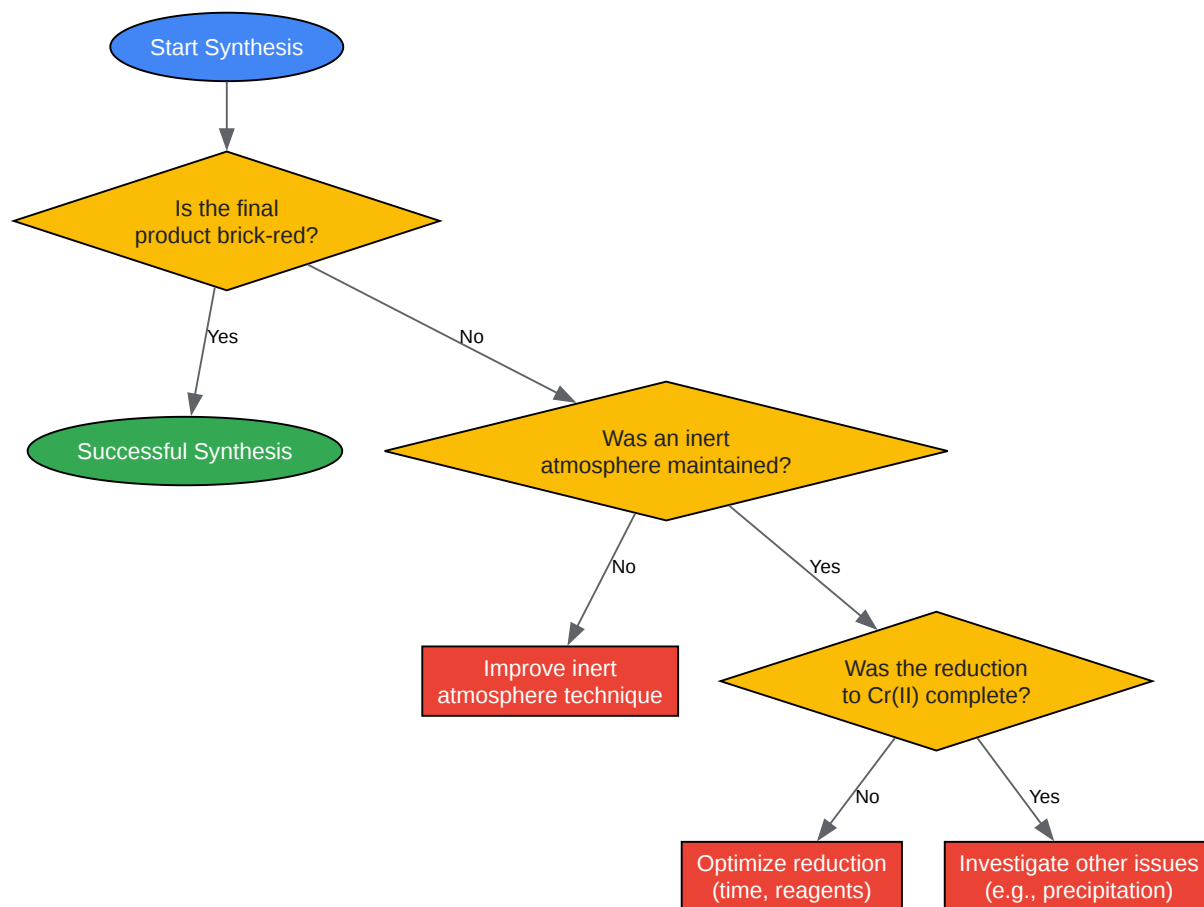 Start Synthesis
Is the final
product brick-red?
Yes
No
Successful Synthesis
Was an inert
atmosphere maintained?
No
Yes
Improve inert
atmosphere technique
Was the reduction
to Cr(II) complete?
No
Yes
Optimize reduction
(time, reagents)
Investigate other issues
(e.g., precipitation)